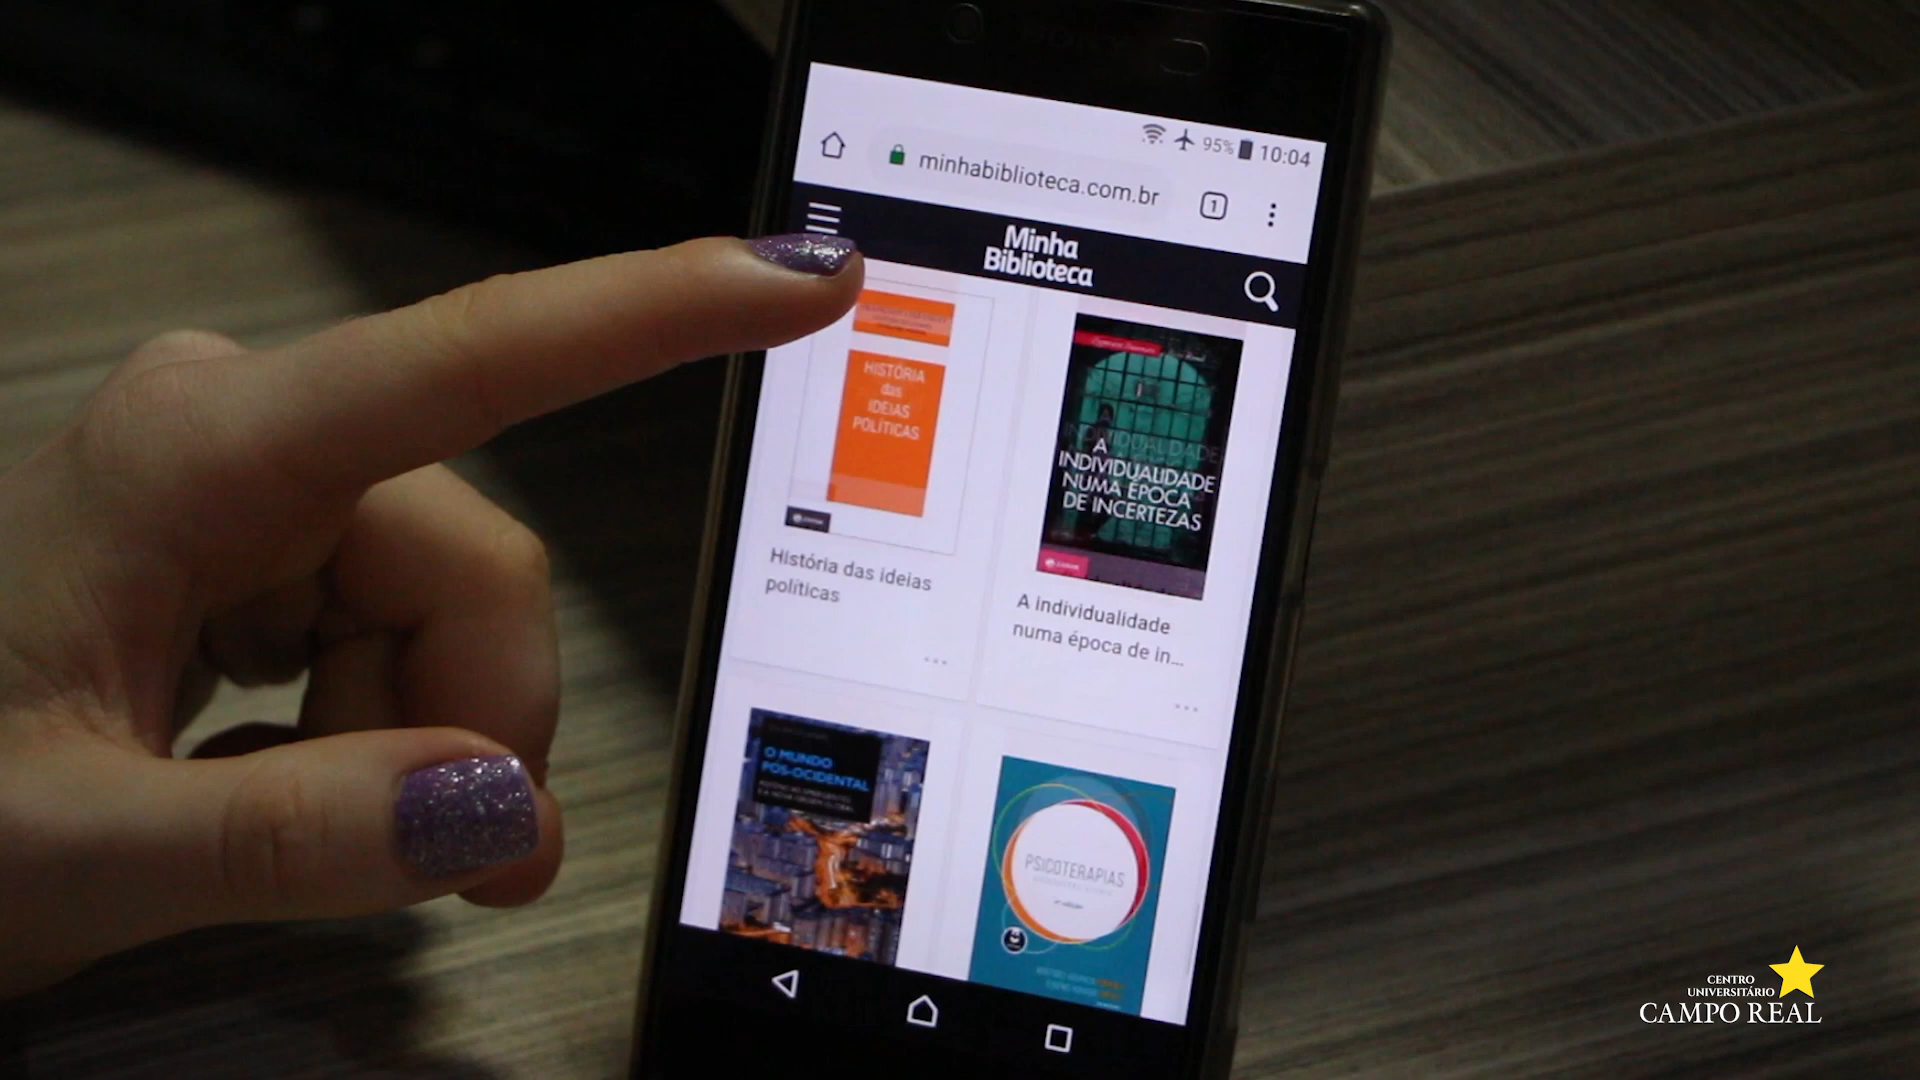 95% 10:04
minhabiblioteca.com.br
1
Minha
Biblioteca
HISTÓRIA
das
IDEIAS
POLÍTICAS
História das ideias
políticas
A
INDIVIDUALIDADE
A
INDIVIDUALIDADE
NUMA ÉPOCA
DE INCERTEZAS
A individualidade
numa época de in...
O MUNDO
PÓS-OCIDENTAL
PSICOTERAPIAS
CENTRO
UNIVERSITÁRIO
CAMPO REAL